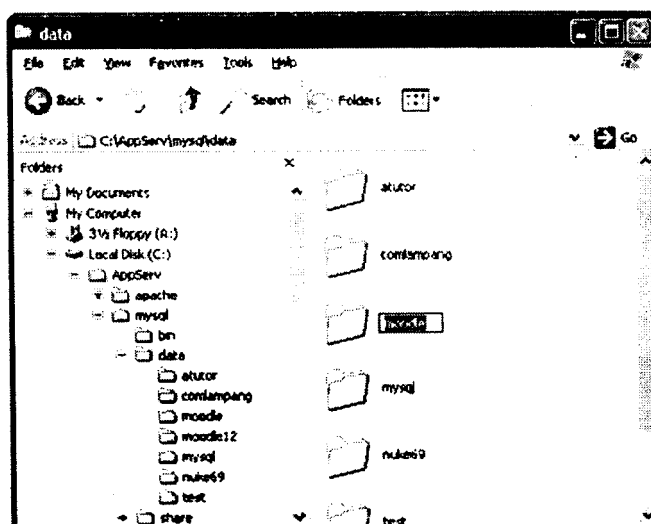 data
File Edit View Favorites Tools Help
Back Search Folders
Address C:\AppServ\mysql\data Go
Folders
My Documents
My Computer
3½ Floppy (A:)
Local Disk (C:)
AppServ
apache
mysql
bin
data
atutor
comlampang
moodle
moodle12
mysql
nuke69
test
share
atutor
comlampang
mysql
nuke69
test